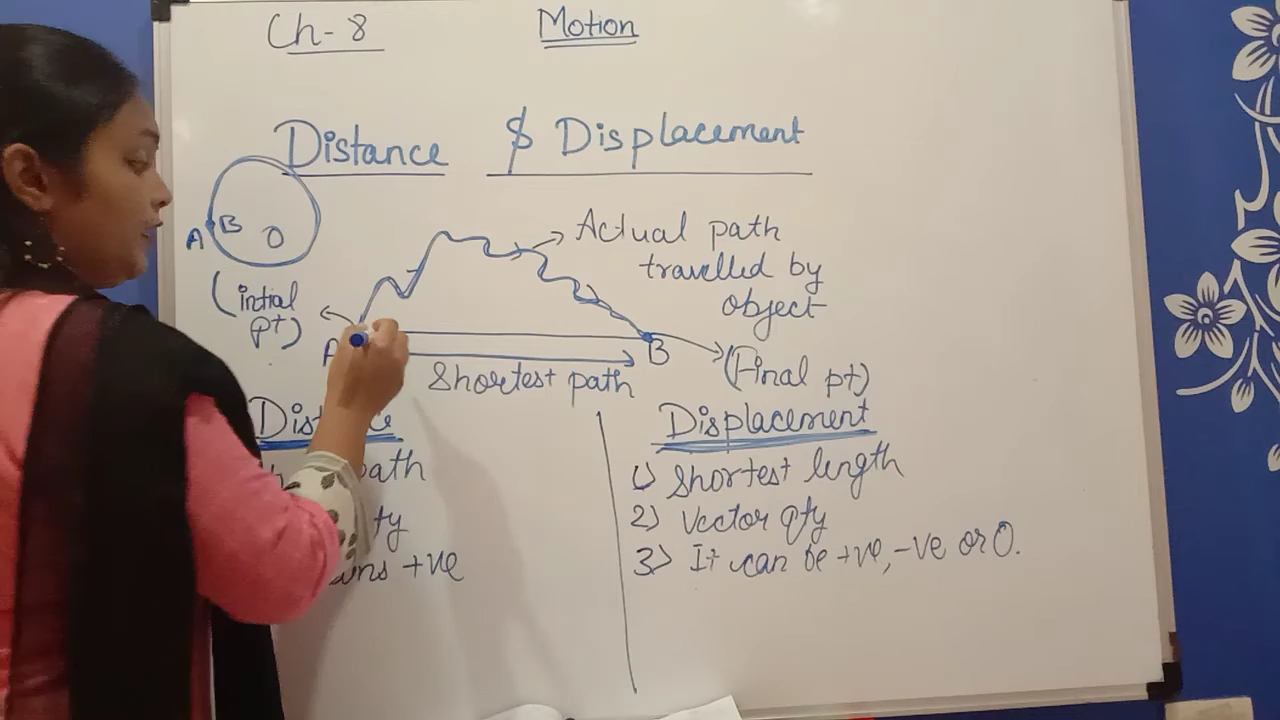 Ch-8 Motion
Distance & Displacement
A B O
Actual path
travelled by
object
(intial
pt)
A B
(Final pt)
Shortest path
Displacement
path
1) Shortest length
2) Vector qty
ty
3) It can be +ve, -ve or 0.
+ve